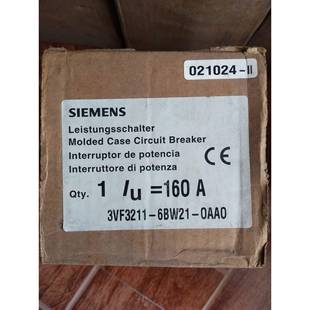 021024-II
SIEMENS
Leistungsschalter
Molded Case Circuit Breaker
Interruptor de potencia
Interruttore di potenza
CE
Qty. 1 Iu =160 A
3VF3211-6BW21-0AA0